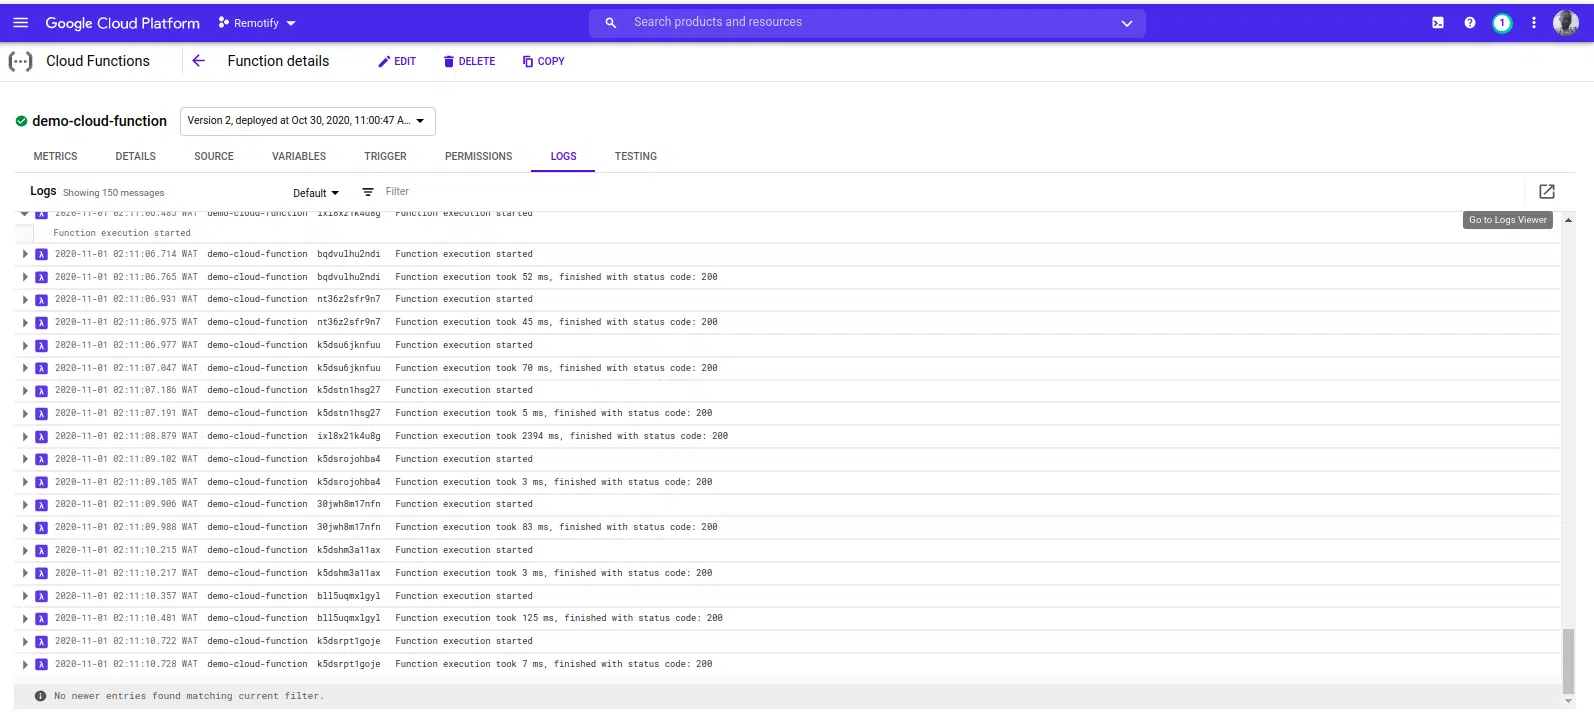 Google Cloud Platform Remotify Search products and resources 1
Cloud Functions Function details EDIT DELETE COPY
demo-cloud-function Version 2, deployed at Oct 30, 2020, 11:00:47 A...
METRICS DETAILS SOURCE VARIABLES TRIGGER PERMISSIONS LOGS TESTING
Logs Showing 150 messages Default Filter
Go to Logs Viewer
2020-11-01 02:11:06.485 WAT demo-cloud-function ixl8x21k4u8g Function execution started
Function execution started
2020-11-01 02:11:06.714 WAT demo-cloud-function bqdvulhu2ndi Function execution started
2020-11-01 02:11:06.765 WAT demo-cloud-function bqdvulhu2ndi Function execution took 52 ms, finished with status code: 200
2020-11-01 02:11:06.931 WAT demo-cloud-function nt36z2sfr9n7 Function execution started
2020-11-01 02:11:06.975 WAT demo-cloud-function nt36z2sfr9n7 Function execution took 45 ms, finished with status code: 200
2020-11-01 02:11:06.977 WAT demo-cloud-function k5dsu6jknfuu Function execution started
2020-11-01 02:11:07.047 WAT demo-cloud-function k5dsu6jknfuu Function execution took 70 ms, finished with status code: 200
2020-11-01 02:11:07.186 WAT demo-cloud-function k5dstn1hsg27 Function execution started
2020-11-01 02:11:07.191 WAT demo-cloud-function k5dstn1hsg27 Function execution took 5 ms, finished with status code: 200
2020-11-01 02:11:08.879 WAT demo-cloud-function ixl8x21k4u8g Function execution took 2394 ms, finished with status code: 200
2020-11-01 02:11:09.102 WAT demo-cloud-function k5dsrojohba4 Function execution started
2020-11-01 02:11:09.105 WAT demo-cloud-function k5dsrojohba4 Function execution took 3 ms, finished with status code: 200
2020-11-01 02:11:09.906 WAT demo-cloud-function 30jwh8m17nfn Function execution started
2020-11-01 02:11:09.988 WAT demo-cloud-function 30jwh8m17nfn Function execution took 83 ms, finished with status code: 200
2020-11-01 02:11:10.215 WAT demo-cloud-function k5dshm3a11ax Function execution started
2020-11-01 02:11:10.217 WAT demo-cloud-function k5dshm3a11ax Function execution took 3 ms, finished with status code: 200
2020-11-01 02:11:10.357 WAT demo-cloud-function bll5uqmxlgyl Function execution started
2020-11-01 02:11:10.481 WAT demo-cloud-function bll5uqmxlgyl Function execution took 125 ms, finished with status code: 200
2020-11-01 02:11:10.722 WAT demo-cloud-function k5dsrpt1goje Function execution started
2020-11-01 02:11:10.728 WAT demo-cloud-function k5dsrpt1goje Function execution took 7 ms, finished with status code: 200
No newer entries found matching current filter.